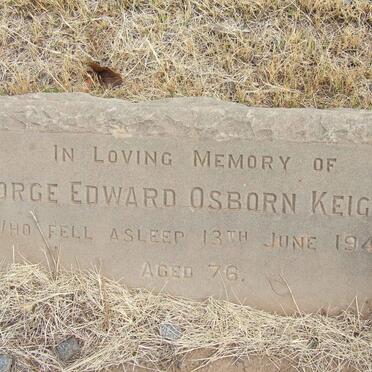 IN LOVING MEMORY OF
ORGE EDWARD OSBORN KEIG
WHO FELL ASLEEP 13TH JUNE 194
AGED 76.